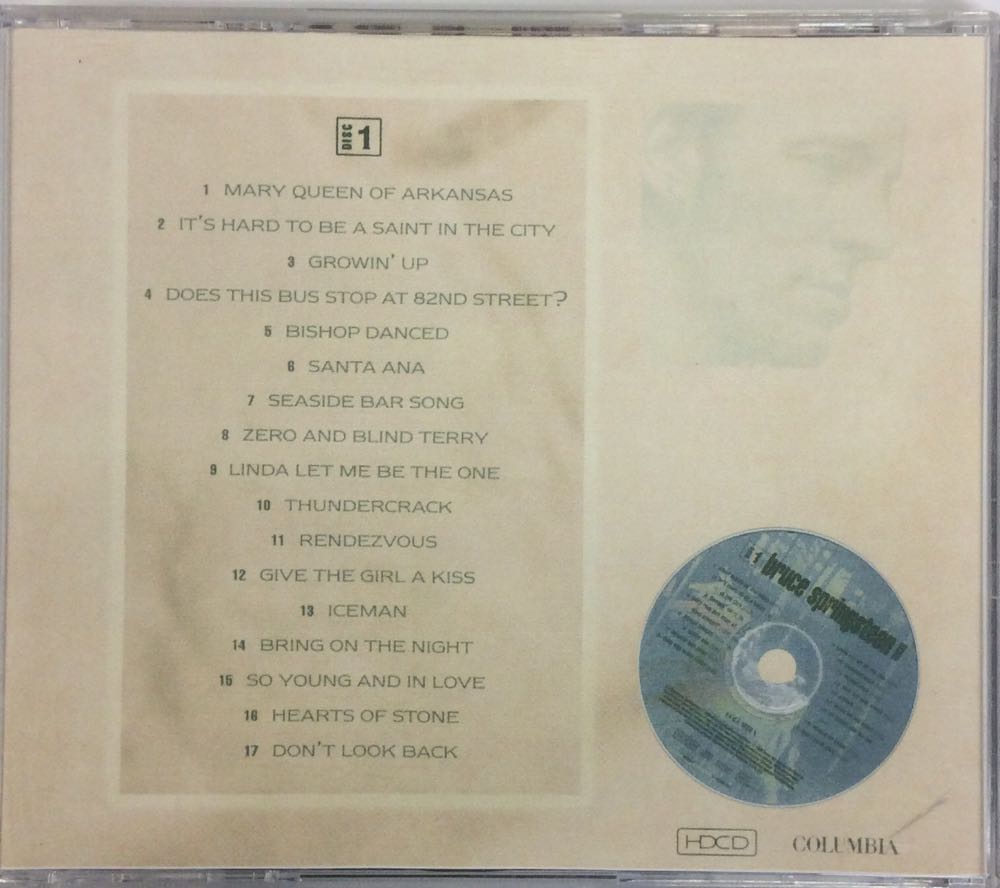 DISC 1
1 MARY QUEEN OF ARKANSAS
2 IT'S HARD TO BE A SAINT IN THE CITY
3 GROWIN' UP
4 DOES THIS BUS STOP AT 82ND STREET?
5 BISHOP DANCED
6 SANTA ANA
7 SEASIDE BAR SONG
8 ZERO AND BLIND TERRY
9 LINDA LET ME BE THE ONE
10 THUNDERCRACK
11 RENDEZVOUS
12 GIVE THE GIRL A KISS
13 ICEMAN
14 BRING ON THE NIGHT
15 SO YOUNG AND IN LOVE
16 HEARTS OF STONE
17 DON'T LOOK BACK
bruce springsteen
HDCD
COLUMBIA